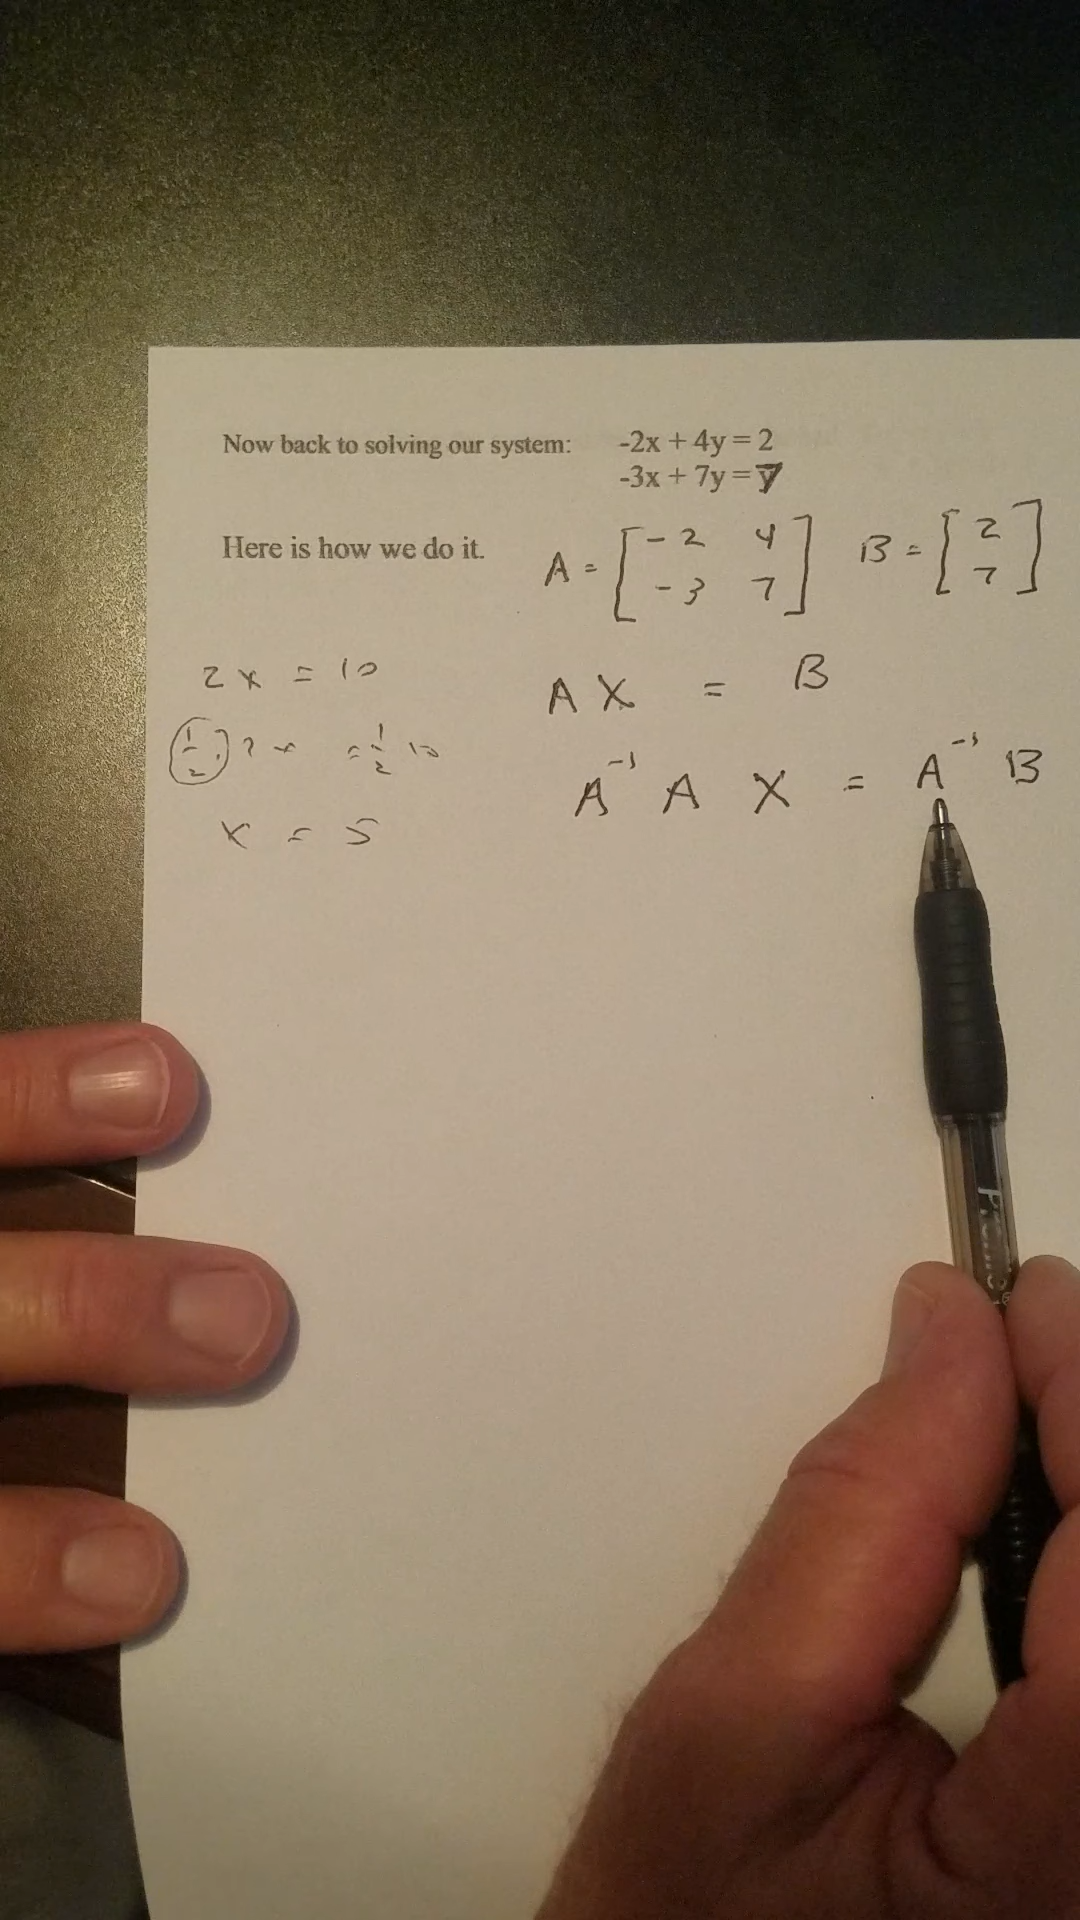 Now back to solving our system: -2x + 4y = 2
-3x + 7y = 7
Here is how we do it.
A = [ -2 4 -3 7 ] B = [ 2 7 ]
2x = 10
AX = B
1/2 · 2x = 1/2 10
A⁻¹ A X = A⁻¹ B
x = 5